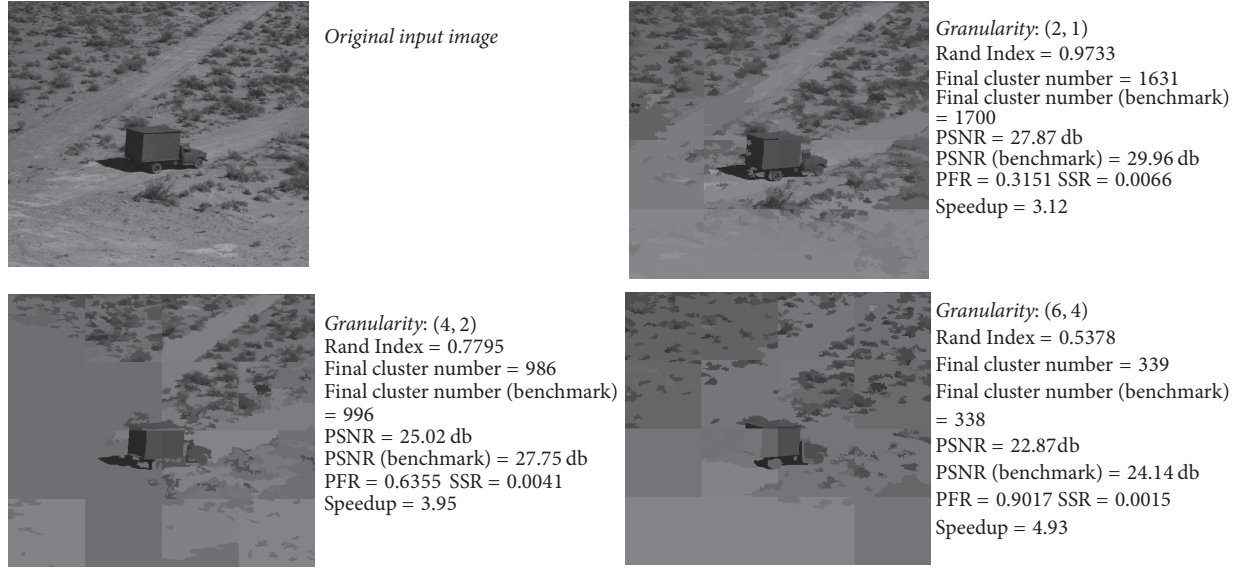 Original input image
Granularity: (2, 1)
Rand Index = 0.9733
Final cluster number = 1631
Final cluster number (benchmark)
= 1700
PSNR = 27.87 db
PSNR (benchmark) = 29.96 db
PFR = 0.3151 SSR = 0.0066
Speedup = 3.12
Granularity: (4, 2)
Rand Index = 0.7795
Final cluster number = 986
Final cluster number (benchmark)
= 996
PSNR = 25.02 db
PSNR (benchmark) = 27.75 db
PFR = 0.6355 SSR = 0.0041
Speedup = 3.95
Granularity: (6, 4)
Rand Index = 0.5378
Final cluster number = 339
Final cluster number (benchmark)
= 338
PSNR = 22.87db
PSNR (benchmark) = 24.14 db
PFR = 0.9017 SSR = 0.0015
Speedup = 4.93